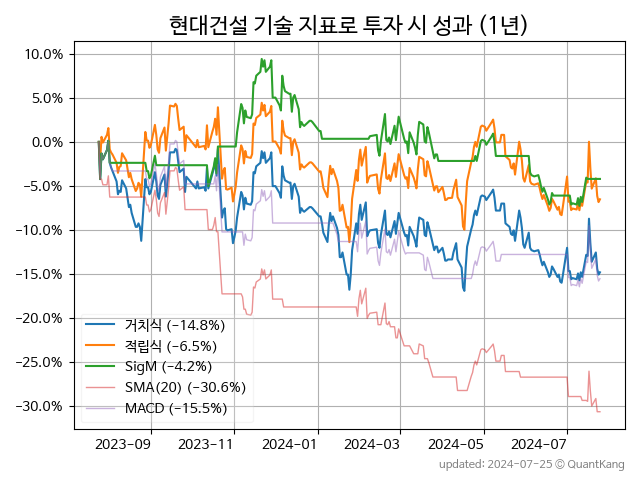 현대건설 기술 지표로 투자 시 성과 (1년)
10.0%
5.0%
0.0%
−5.0%
−10.0%
−15.0%
−20.0%
−25.0%
−30.0%
거치식 (−14.8%)
적립식 (−6.5%)
SigM (−4.2%)
SMA(20) (−30.6%)
MACD (−15.5%)
2023−09 2023−11 2024−01 2024−03 2024−05 2024−07
updated: 2024-07-25 © QuantKang